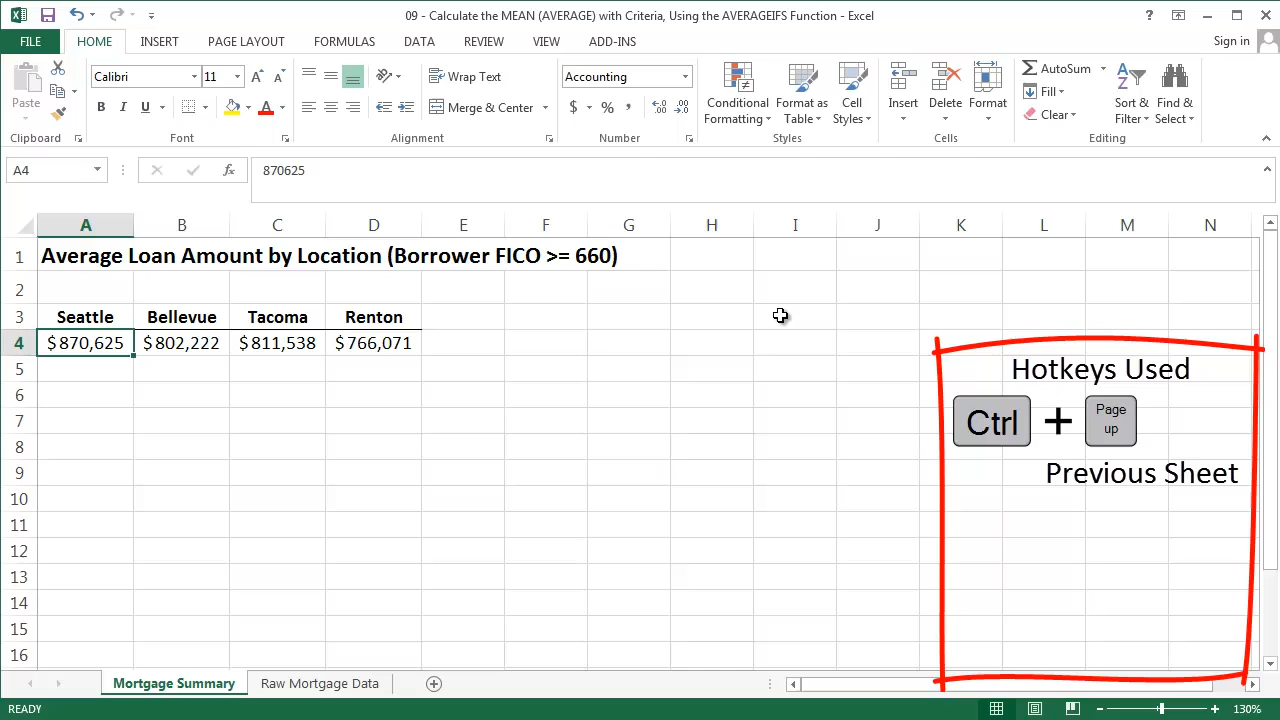 09 - Calculate the MEAN (AVERAGE) with Criteria, Using the AVERAGEIFS Function - Excel
?
FILE HOME INSERT PAGE LAYOUT FORMULAS DATA REVIEW VIEW ADD-INS Sign in
Calibri 11 A A Wrap Text Accounting AutoSum
Paste B I U A Merge & Center $ % , .0 .00 Conditional Formatting Format as Table Cell Styles Insert Delete Format Fill Clear Sort & Filter Find & Select
Clipboard Font Alignment Number Styles Cells Editing
A4 fx 870625
A B C D E F G H I J K L M N
1 Average Loan Amount by Location (Borrower FICO >= 660)
2
3 Seattle Bellevue Tacoma Renton
4 $870,625 $802,222 $811,538 $766,071
5
6
7
8
9
10
11
12
13
14
15
16
Hotkeys Used
Ctrl + Page up
Previous Sheet
Mortgage Summary Raw Mortgage Data
READY 130%